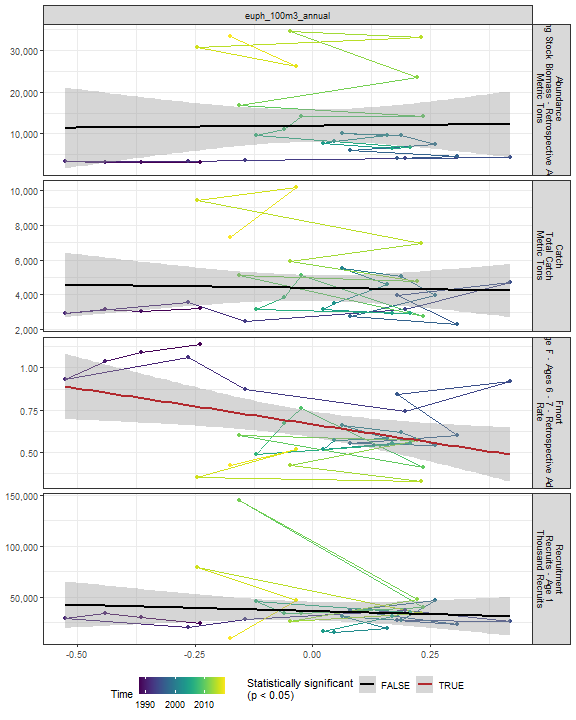 euph_100m3_annual
30,000
20,000
10,000
Abundance
ng Stock Biomass - Retrospective A
Metric Tons
10,000
8,000
6,000
4,000
2,000
Catch
Total Catch
Metric Tons
1.00
0.75
0.50
Fmort
ge F - Ages 6 - 7 - Retrospective Ad
Rate
150,000
100,000
50,000
Recruitment
Recruits - Age 1
Thousand Recruits
-0.50 -0.25 0.00 0.25
Time
1990 2000 2010
Statistically significant
(p < 0.05)
FALSE TRUE